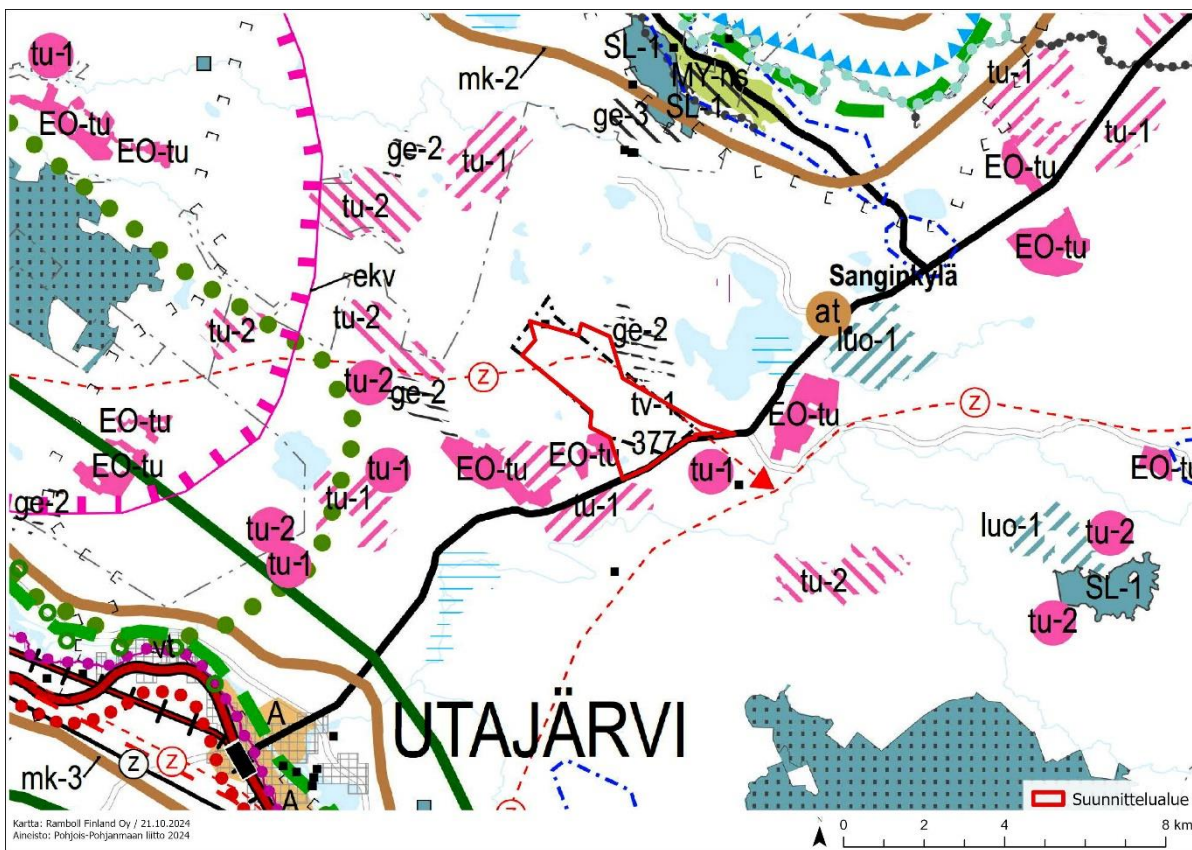 tu-1
mk-2
SL-1
MY-hs
SL-1
tu-1
EO-tu
EO-tu
ge-3
ge-2
tu-1
tu-1
tu-2
EO-tu
EO-tu
ekv
Sanginkylä
at
tu-2
tu-2
ge-2
luo-1
z
tu-2
ge-2
z
EO-tu
tv-1
377
EO-tu
EO-tu
EO-tu
EO-tu
tu-1
tu-1
EO-tu
ge-2
tu-1
tu-1
tu-2
tu-1
luo-1
tu-2
tu-2
SL-1
tu-2
vt
A
UTAJÄRVI
z
z
mk-3
A
z
Suunnittelualue
Kartta: Ramboll Finland Oy / 21.10.2024
Aineisto: Pohjois-Pohjanmaan liitto 2024
N
0 2 4 8 km